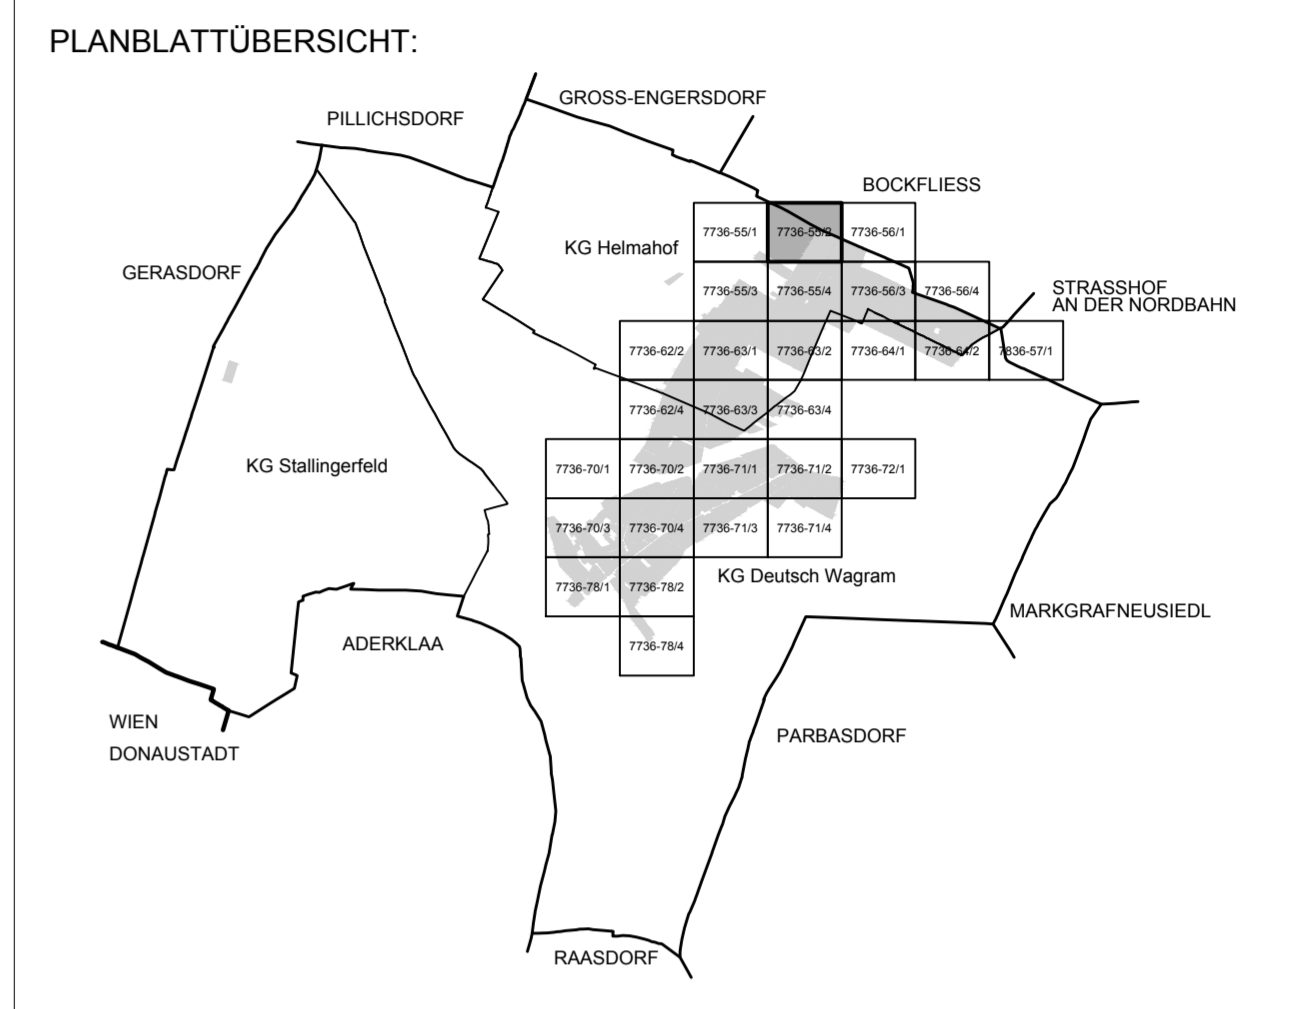 PLANBLATTÜBERSICHT:
GROSS-ENGERSDORF
PILLICHSDORF
BOCKFLIESS
7736-55/1
7736-55/2
7736-56/1
KG Helmahof
GERASDORF
STRASSHOF
AN DER NORDBAHN
7736-55/3
7736-55/4
7736-56/3
7736-56/4
7736-62/2
7736-63/1
7736-63/2
7736-64/1
7736-64/2
7836-57/1
7736-62/4
7736-63/3
7736-63/4
KG Stallingerfeld
7736-70/1
7736-70/2
7736-71/1
7736-71/2
7736-72/1
7736-70/3
7736-70/4
7736-71/3
7736-71/4
7736-78/1
7736-78/2
KG Deutsch Wagram
MARKGRAFNEUSIEDL
ADERKLAA
7736-78/4
WIEN
DONAUSTADT
PARBASDORF
RAASDORF